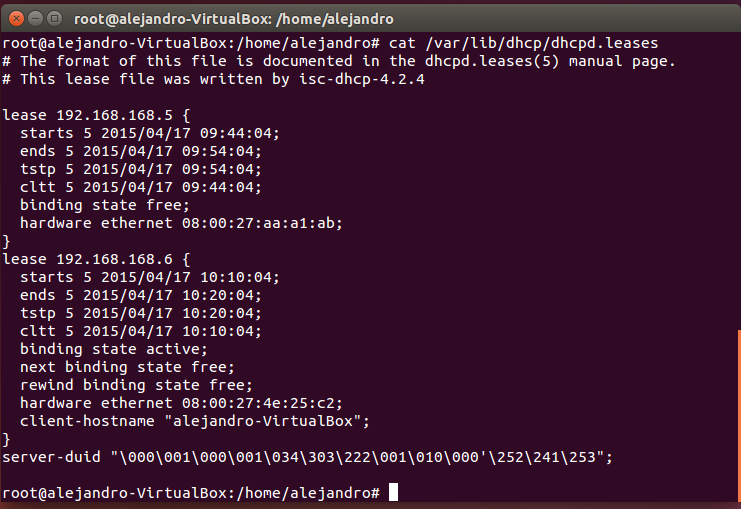 root@alejandro-VirtualBox: /home/alejandro
root@alejandro-VirtualBox:/home/alejandro# cat /var/lib/dhcp/dhcpd.leases
# The format of this file is documented in the dhcpd.leases(5) manual page.
# This lease file was written by isc-dhcp-4.2.4

lease 192.168.168.5 {
  starts 5 2015/04/17 09:44:04;
  ends 5 2015/04/17 09:54:04;
  tstp 5 2015/04/17 09:54:04;
  cltt 5 2015/04/17 09:44:04;
  binding state free;
  hardware ethernet 08:00:27:aa:a1:ab;
}
lease 192.168.168.6 {
  starts 5 2015/04/17 10:10:04;
  ends 5 2015/04/17 10:20:04;
  tstp 5 2015/04/17 10:20:04;
  cltt 5 2015/04/17 10:10:04;
  binding state active;
  next binding state free;
  rewind binding state free;
  hardware ethernet 08:00:27:4e:25:c2;
  client-hostname "alejandro-VirtualBox";
}
server-duid "\000\001\000\001\034\303\222\001\010\000'\252\241\253";

root@alejandro-VirtualBox:/home/alejandro#